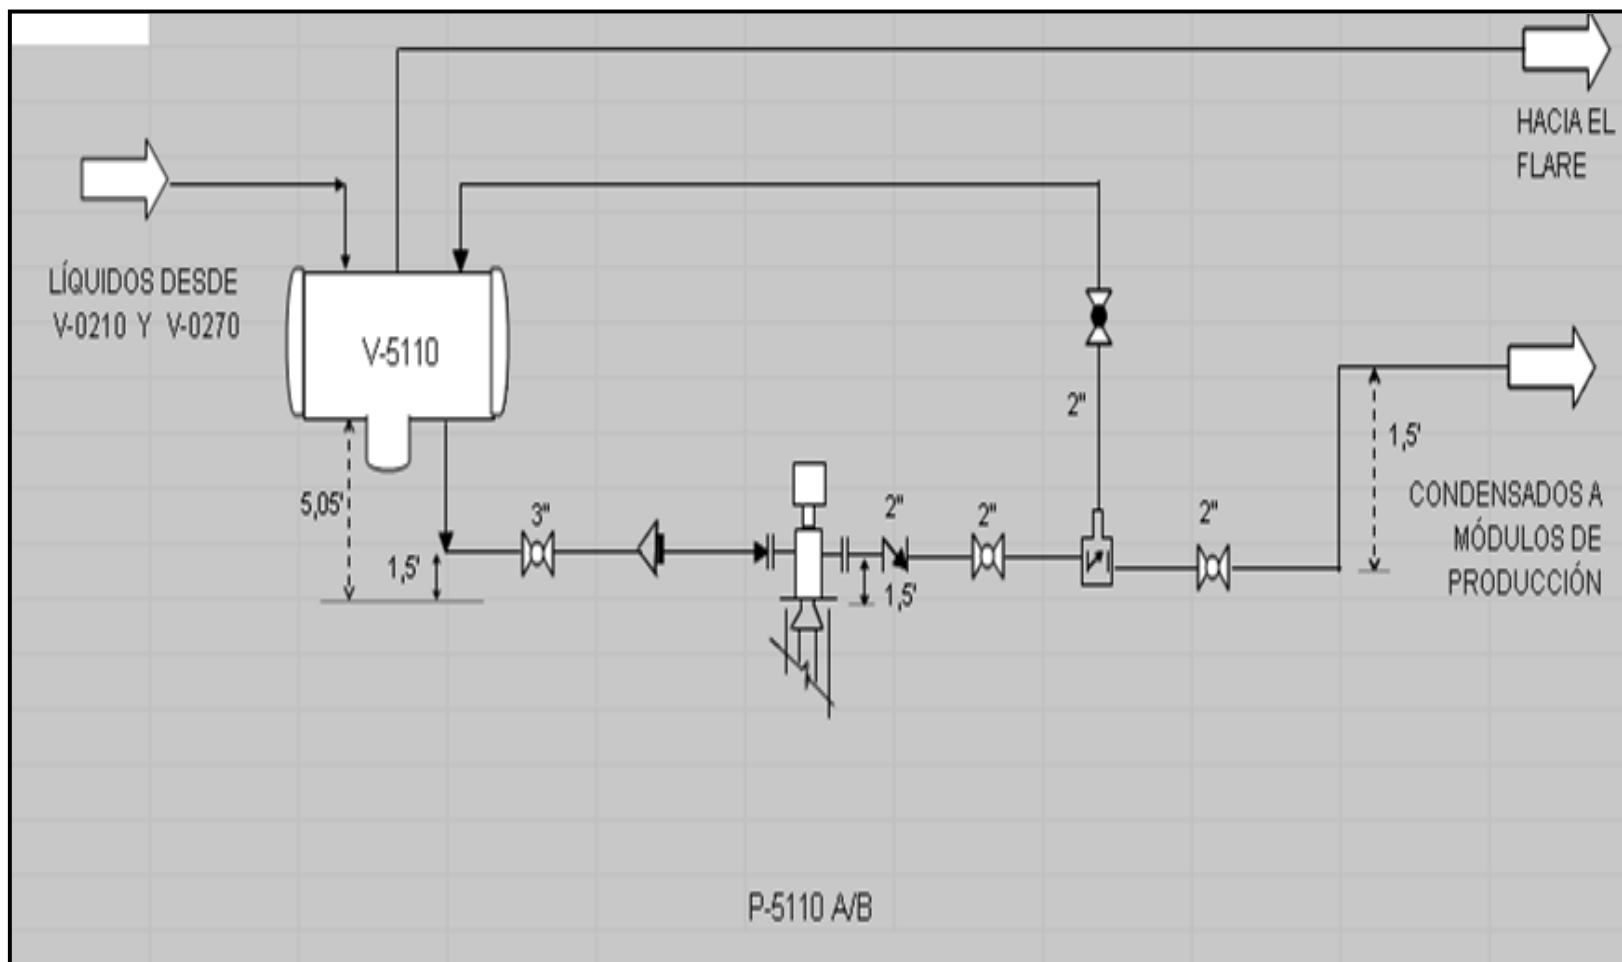 HACIA EL
FLARE
LÍQUIDOS DESDE
V-0210 Y V-0270
V-5110
2"
1,5'
5,05'
3"
2"
2"
2"
CONDENSADOS A
MÓDULOS DE
PRODUCCIÓN
1,5'
1,5'
P-5110 A/B